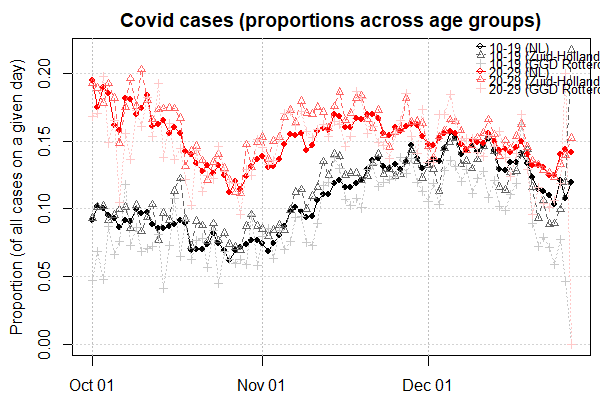 Covid cases (proportions across age groups)
10-19 (NL)
10-19 (Zuid-Holland
10-19 (GGD Rotterd
20-29 (NL)
20-29 (Zuid-Holland
20-29 (GGD Rotterd
Proportion (of all cases on a given day)
0.20
0.15
0.10
0.05
0.00
Oct 01 Nov 01 Dec 01